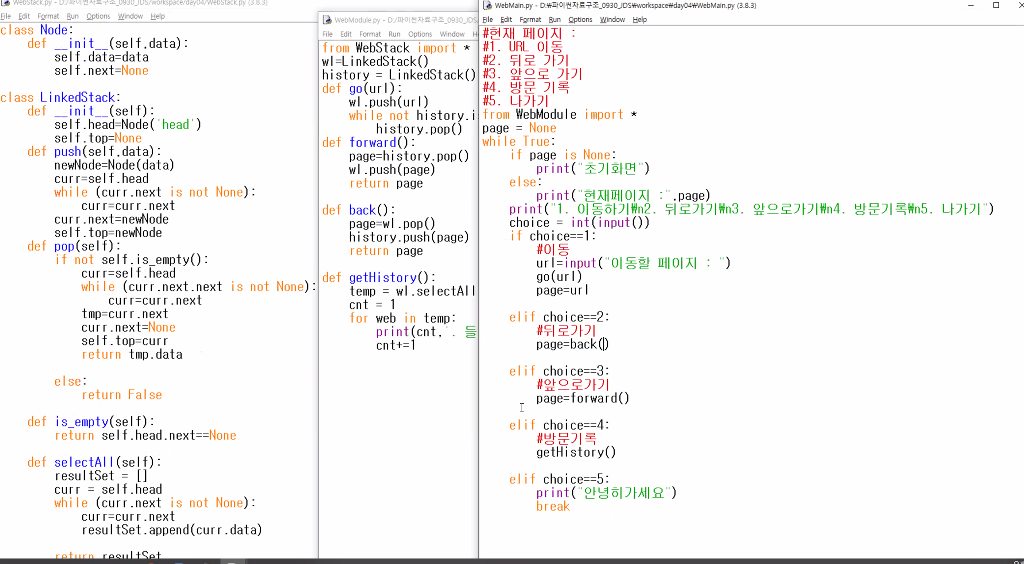 WebStack.py - D:/파이썬자료구조_0930_JDS/workspace/day04/WebStack.py (3.8.3)
File Edit Format Run Options Window Help
class Node:
def __init__(self,data):
self.data=data
self.next=None
class LinkedStack:
def __init__(self):
self.head=Node('head')
self.top=None
def push(self,data):
newNode=Node(data)
curr=self.head
while (curr.next is not None):
curr=curr.next
curr.next=newNode
self.top=newNode
def pop(self):
if not self.is_empty():
curr=self.head
while (curr.next.next is not None):
curr=curr.next
tmp=curr.next
curr.next=None
self.top=curr
return tmp.data
else:
return False
def is_empty(self):
return self.head.next==None
def selectAll(self):
resultSet = []
curr = self.head
while (curr.next is not None):
curr=curr.next
resultSet.append(curr.data)
return resultSet
WebModule.py - D:/파이썬자료구조_0930_JDS/
File Edit Format Run Options Window
from WebStack import *
wl=LinkedStack()
history = LinkedStack()
def go(url):
wl.push(url)
while not history.i
history.pop()
def forward():
page=history.pop()
wl.push(page)
return page
def back():
page=wl.pop()
history.push(page)
return page
def getHistory():
temp = wl.selectAll
cnt = 1
for web in temp:
print(cnt,'. 들
cnt+=1
WebMain.py - D:₩파이썬자료구조_0930_JDS₩workspace₩day04₩WebMain.py (3.8.3)
File Edit Format Run Options Window Help
#현재 페이지 :
#1. URL 이동
#2. 뒤로 가기
#3. 앞으로 가기
#4. 방문 기록
#5. 나가기
from WebModule import *
page = None
while True:
if page is None:
print("초기화면")
else:
print("현재페이지 :",page)
print("1. 이동하기₩n2. 뒤로가기₩n3. 앞으로가기₩n4. 방문기록₩n5. 나가기")
choice = int(input())
if choice==1:
#이동
url=input("이동할 페이지 : ")
go(url)
page=url
elif choice==2:
#뒤로가기
page=back()
elif choice==3:
#앞으로가기
page=forward()
elif choice==4:
#방문기록
getHistory()
elif choice==5:
print("안녕히가세요")
break